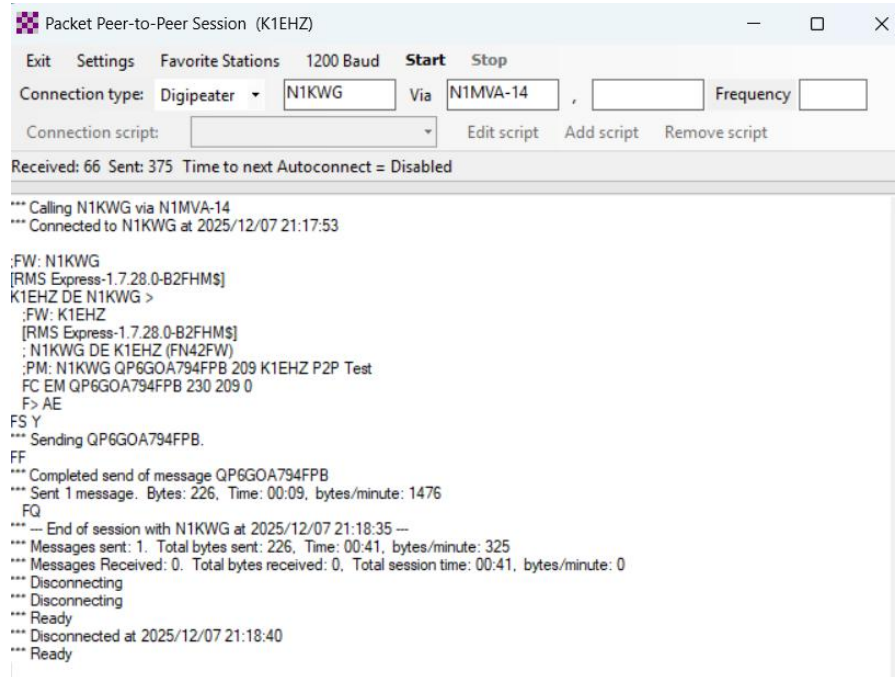 Packet Peer-to-Peer Session (K1EHZ)
Exit Settings Favorite Stations 1200 Baud Start Stop
Connection type: Digipeater N1KWG Via N1MVA-14 , Frequency
Connection script: Edit script Add script Remove script
Received: 66 Sent: 375 Time to next Autoconnect = Disabled
*** Calling N1KWG via N1MVA-14
*** Connected to N1KWG at 2025/12/07 21:17:53
;FW: N1KWG
[RMS Express-1.7.28.0-B2FHM$]
K1EHZ DE N1KWG >
;FW: K1EHZ
[RMS Express-1.7.28.0-B2FHM$]
; N1KWG DE K1EHZ (FN42FW)
;PM: N1KWG QP6GOA794FPB 209 K1EHZ P2P Test
FC EM QP6GOA794FPB 230 209 0
F> AE
FS Y
*** Sending QP6GOA794FPB.
FF
*** Completed send of message QP6GOA794FPB
*** Sent 1 message. Bytes: 226, Time: 00:09, bytes/minute: 1476
FQ
*** --- End of session with N1KWG at 2025/12/07 21:18:35 ---
*** Messages sent: 1. Total bytes sent: 226, Time: 00:41, bytes/minute: 325
*** Messages Received: 0. Total bytes received: 0, Total session time: 00:41, bytes/minute: 0
*** Disconnecting
*** Disconnecting
*** Ready
*** Disconnected at 2025/12/07 21:18:40
*** Ready